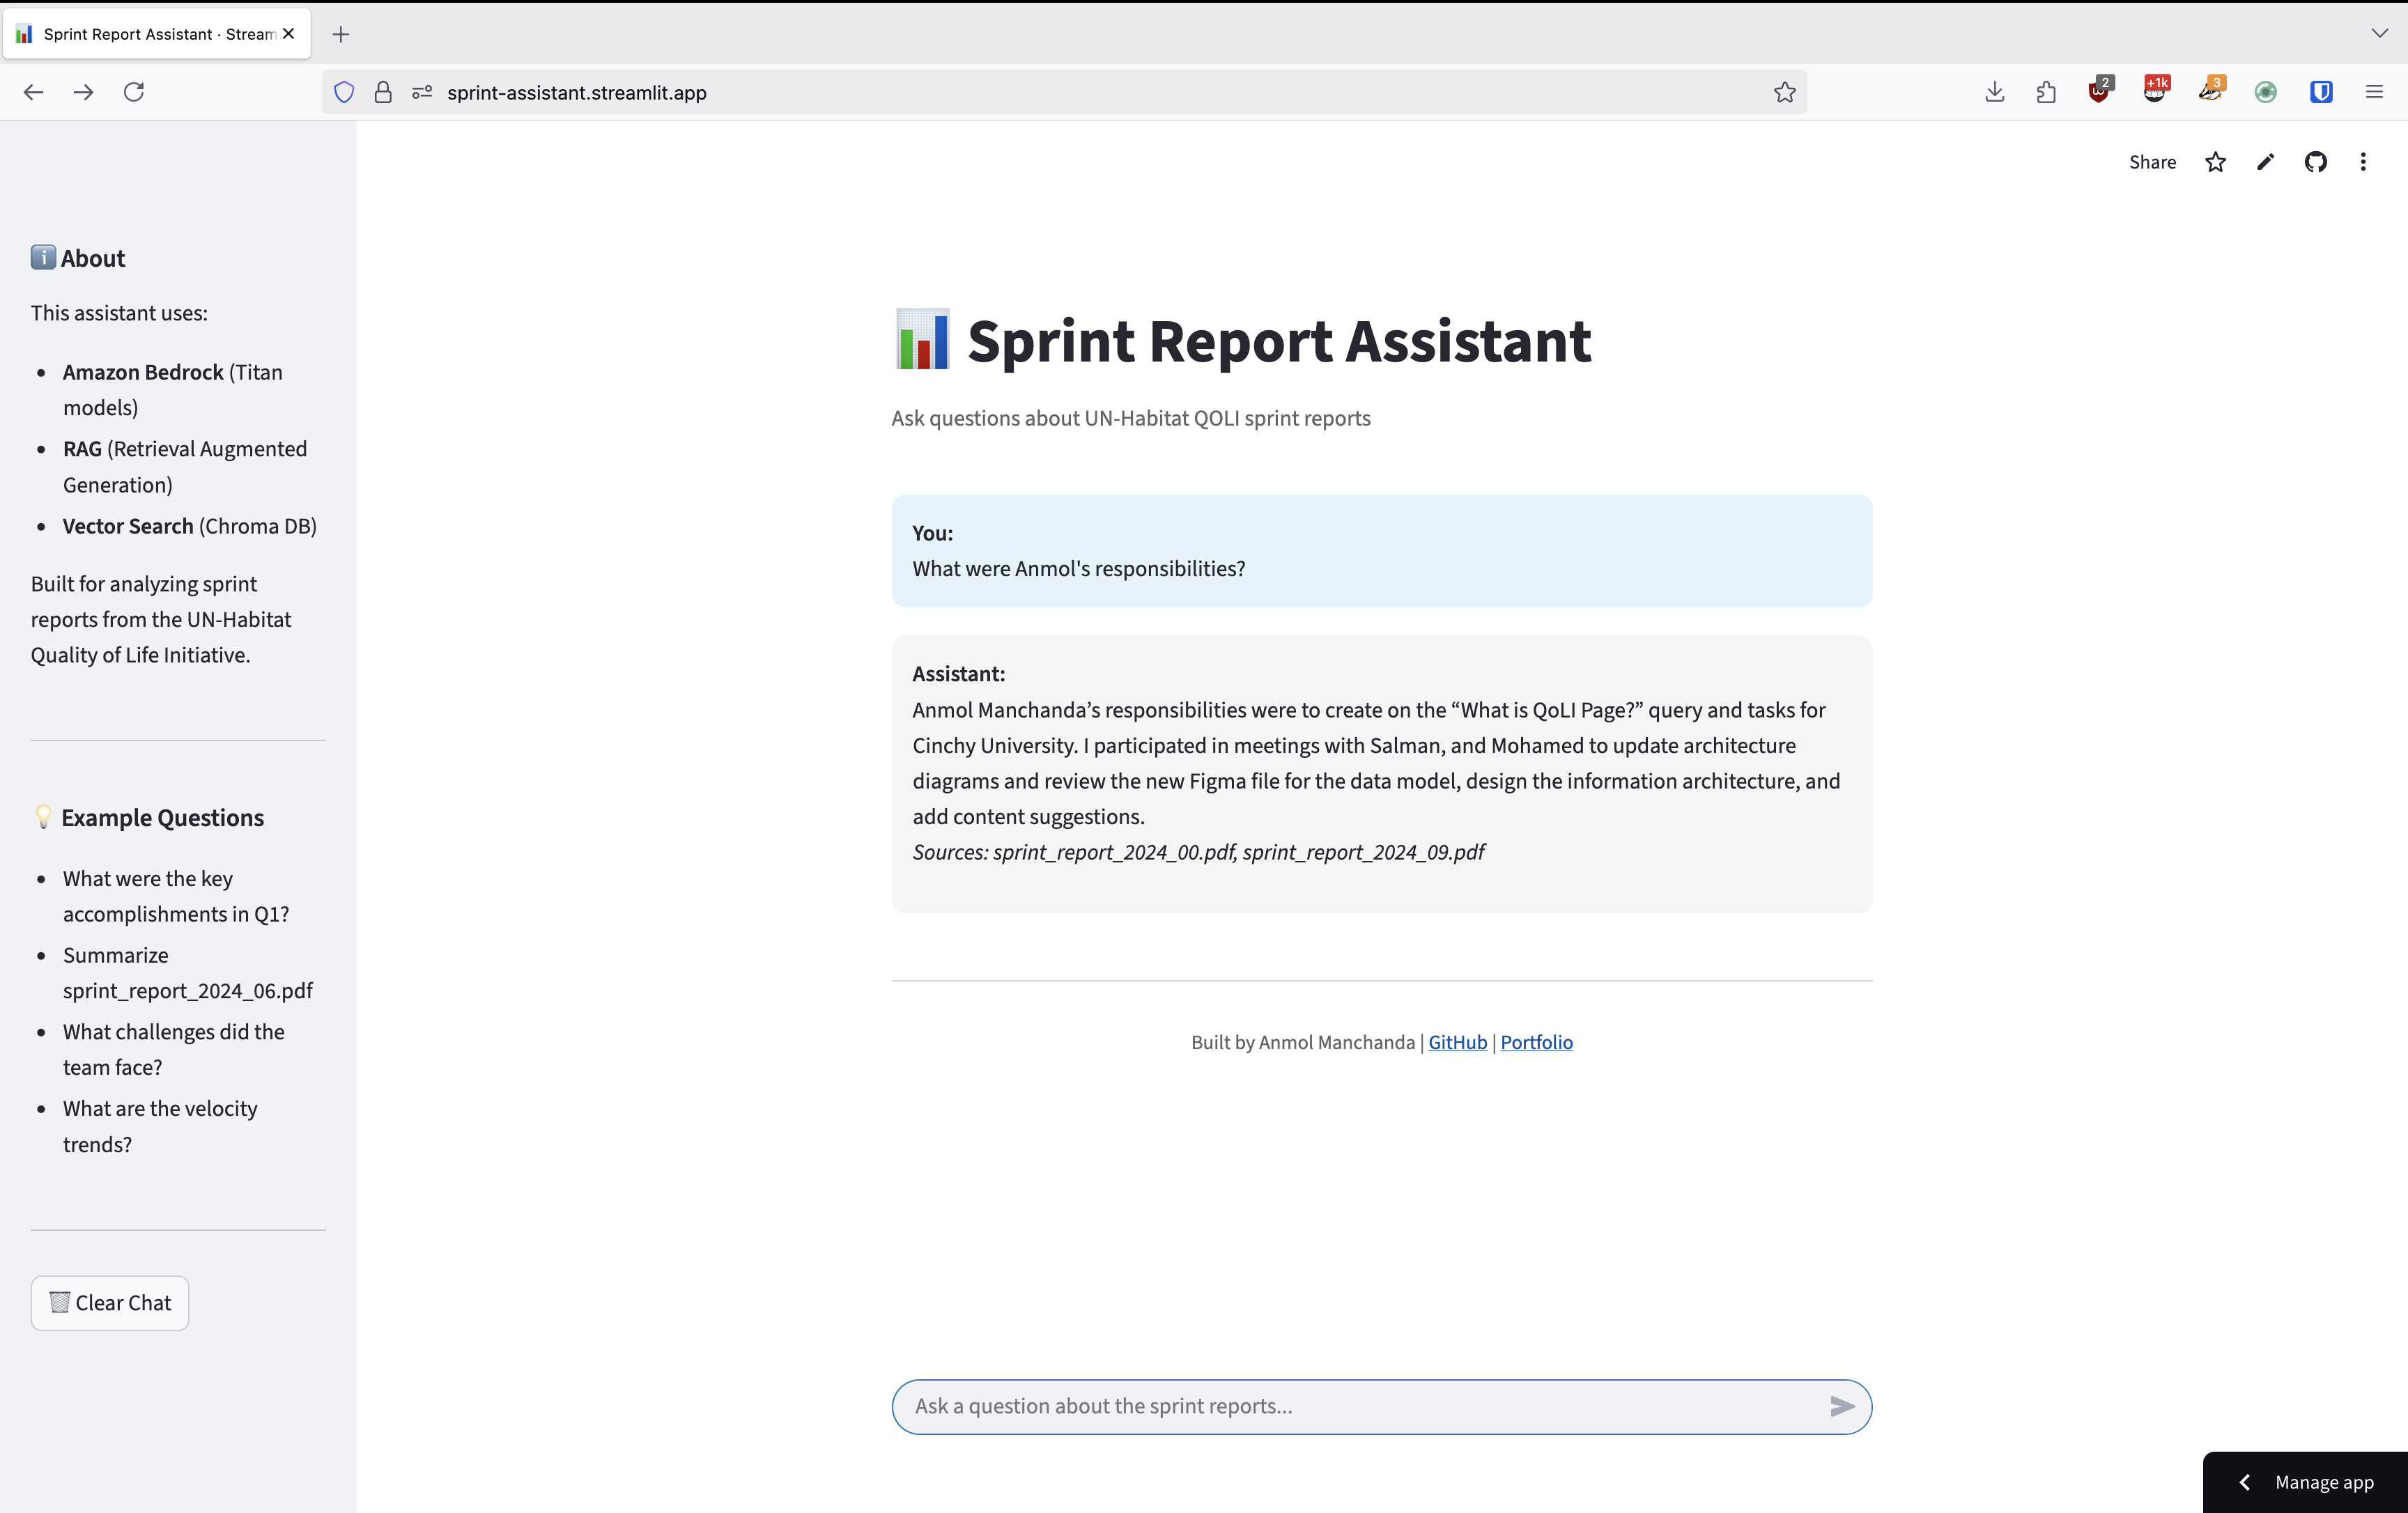 Sprint Report Assistant · Stream
sprint-assistant.streamlit.app
2
+1k
3
Share
About
This assistant uses:
Amazon Bedrock (Titan
models)
RAG (Retrieval Augmented
Generation)
Vector Search (Chroma DB)
Built for analyzing sprint
reports from the UN-Habitat
Quality of Life Initiative.
Example Questions
What were the key
accomplishments in Q1?
Summarize
sprint_report_2024_06.pdf
What challenges did the
team face?
What are the velocity
trends?
Clear Chat
Sprint Report Assistant
Ask questions about UN-Habitat QOLI sprint reports
You:
What were Anmol's responsibilities?
Assistant:
Anmol Manchanda’s responsibilities were to create on the “What is QoLI Page?” query and tasks for
Cinchy University. I participated in meetings with Salman, and Mohamed to update architecture
diagrams and review the new Figma file for the data model, design the information architecture, and
add content suggestions.
Sources: sprint_report_2024_00.pdf, sprint_report_2024_09.pdf
Built by Anmol Manchanda | GitHub | Portfolio
Ask a question about the sprint reports...
Manage app